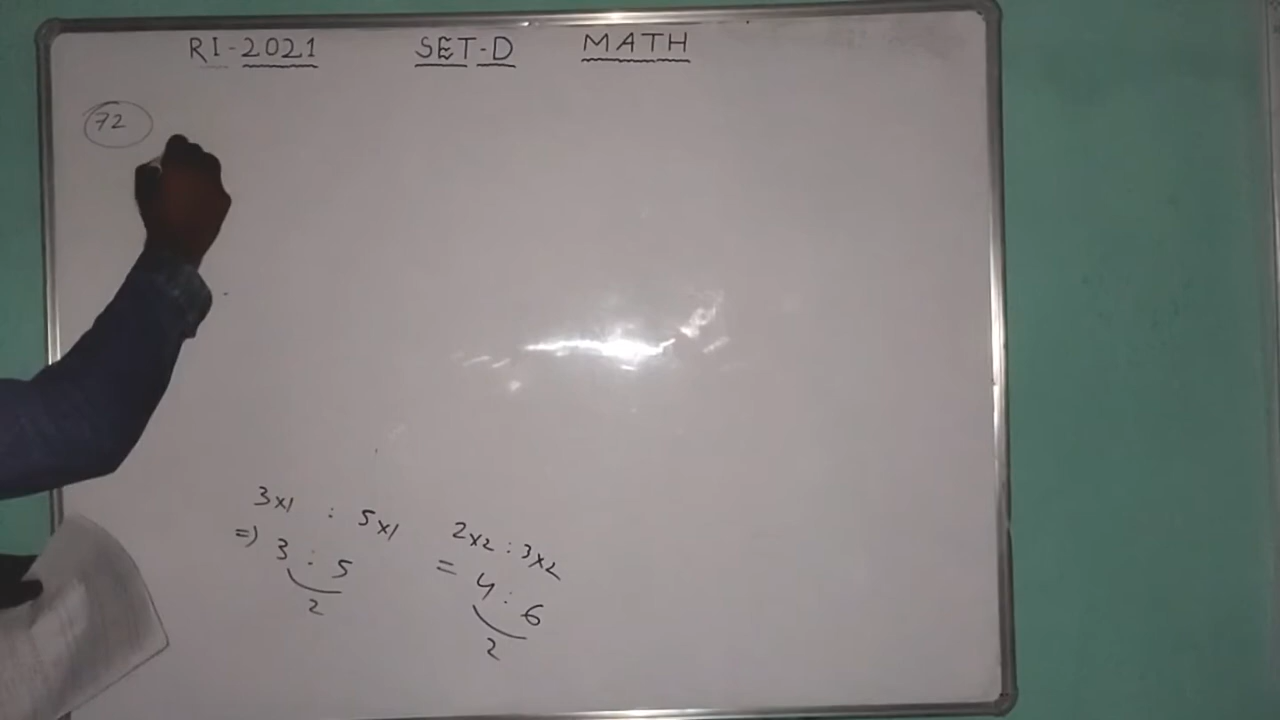 RI-2021 SET-D MATH
72
3x1 : 5x1
=) 3 : 5
2
2x2 : 3x2
= 4 : 6
2